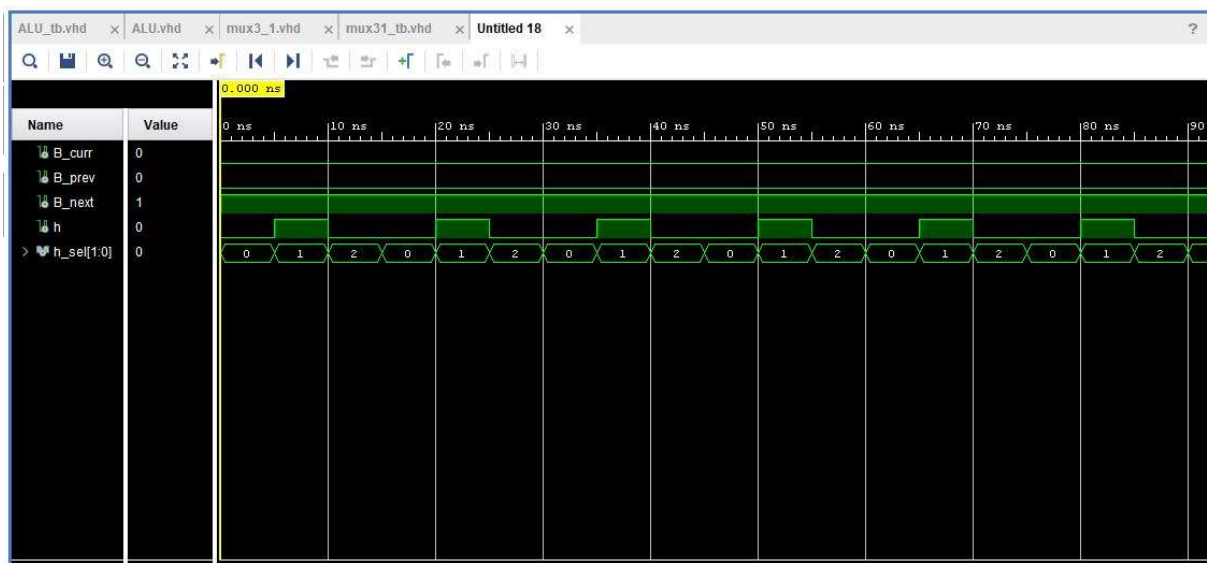 ALU_tb.vhd × ALU.vhd × mux3_1.vhd × mux31_tb.vhd × Untitled 18 × ?
0.000 ns
Name Value 0 ns 10 ns 20 ns 30 ns 40 ns 50 ns 60 ns 70 ns 80 ns 90
B_curr 0
B_prev 0
B_next 1
h 0
h_sel[1:0] 0 0 1 2 0 1 2 0 1 2 0 1 2 0 1 2 0 1 2